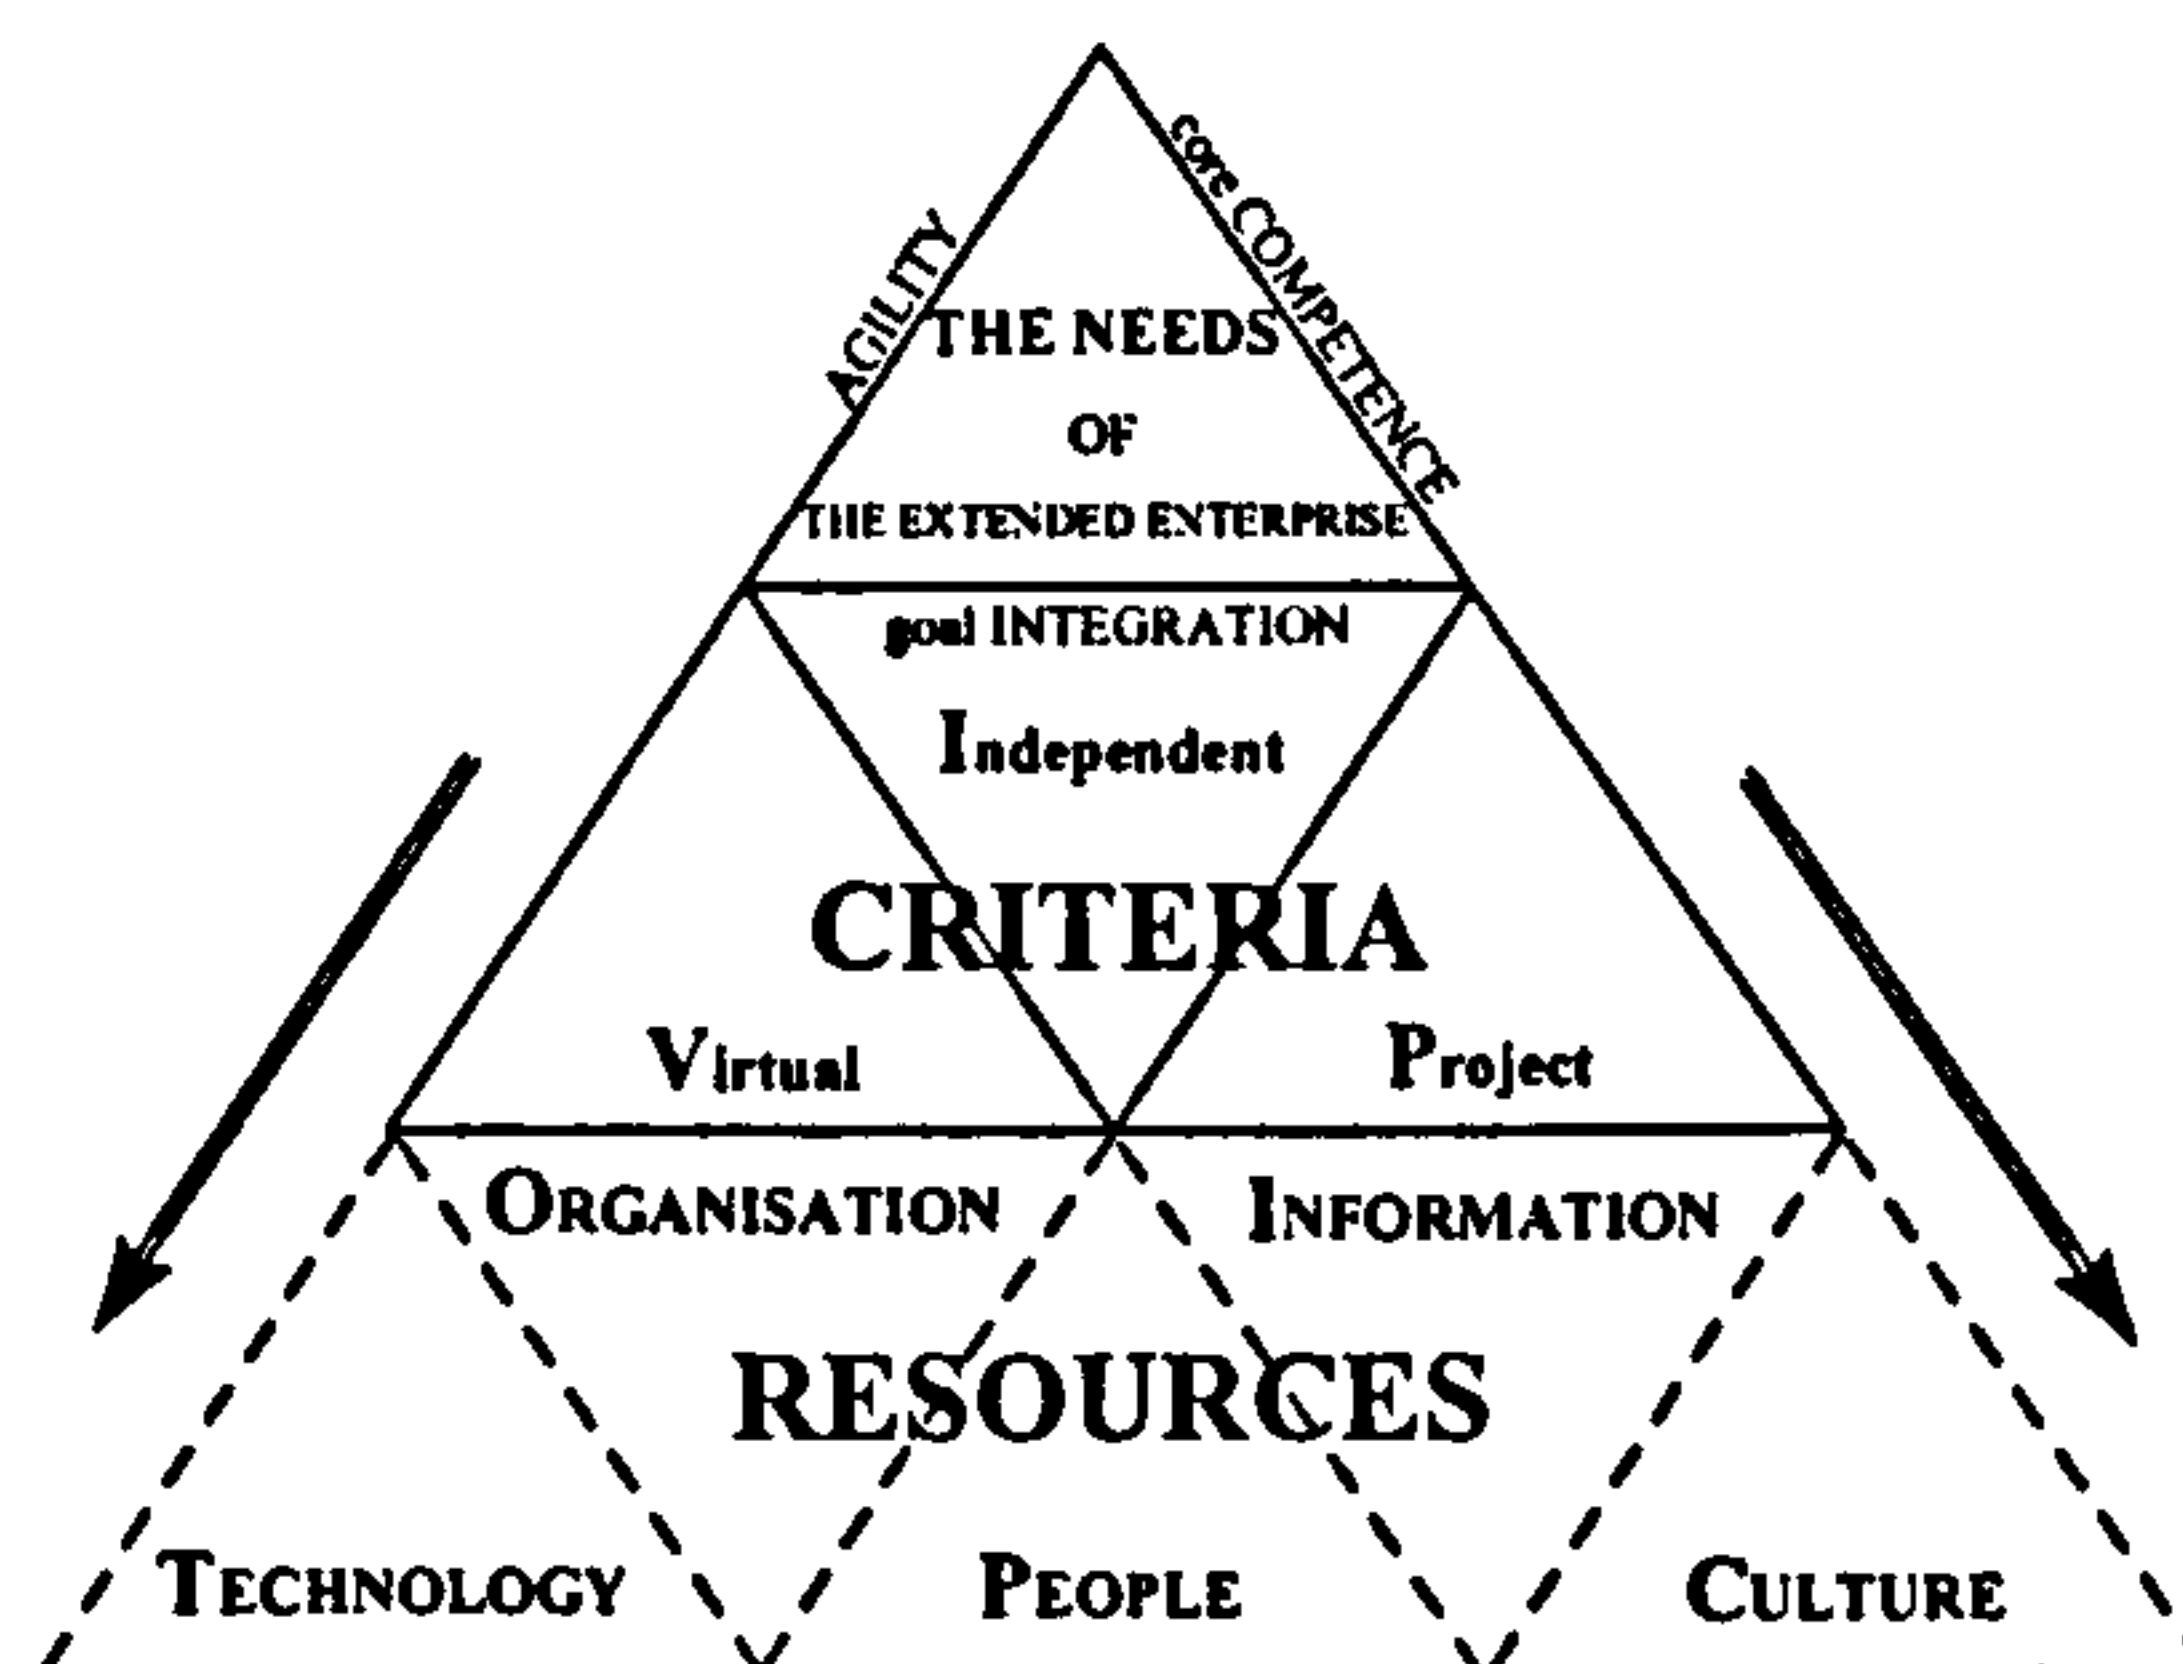 AGILITY
core COMPETENCE
THE NEEDS
OF
THE EXTENDED ENTERPRISE
goal INTEGRATION
Independent
CRITERIA
Virtual
Project
ORGANISATION
INFORMATION
RESOURCES
TECHNOLOGY
PEOPLE
CULTURE